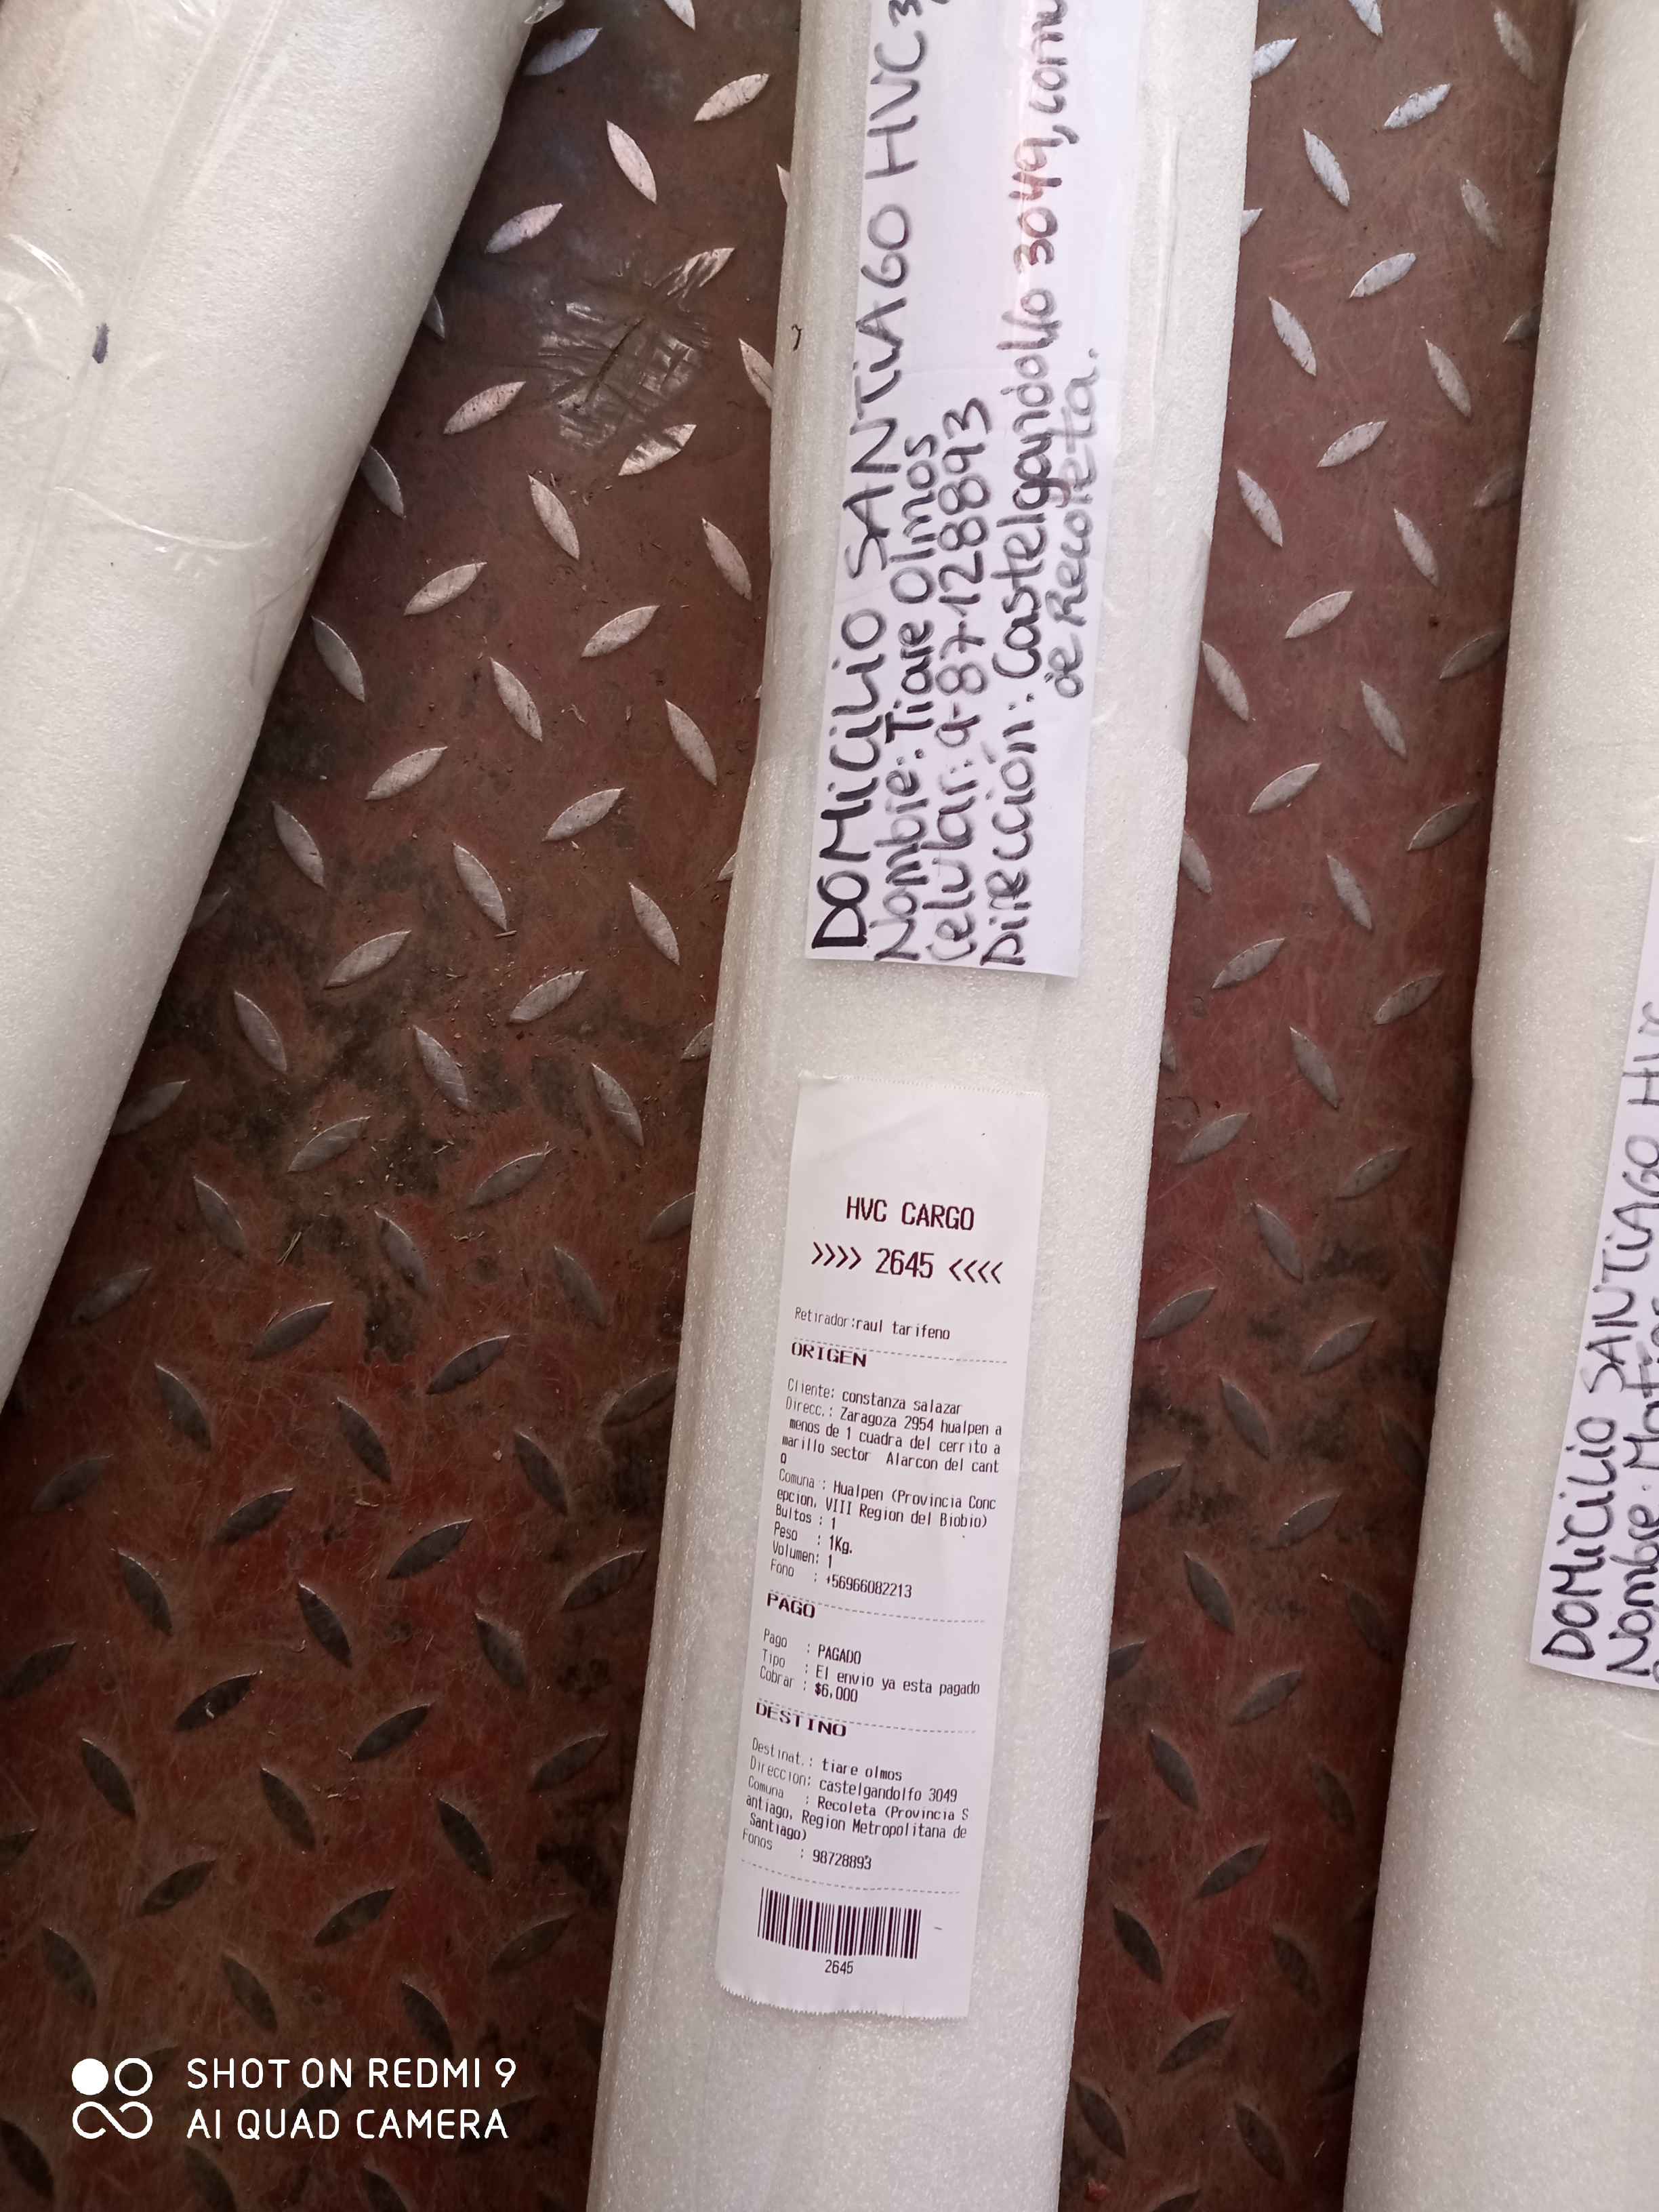 DOMiCiLiO SANTiAGO HVC
Nombre: Tiare Olmos
Celular: 9-87128893
Dirección: Castelgandolfo 3049, comu
de Recoleta.
HVC CARGO
>>>> 2645 <<<<
Retirador:raul tarifeno
ORIGEN
Cliente: constanza salazar
Direcc.: Zaragoza 2954 hualpen a
menos de 1 cuadra del cerrito a
marillo sector Alarcon del cant
o
Comuna : Hualpen (Provincia Conc
epcion, VIII Region del Biobio)
Bultos : 1
Peso : 1Kg.
Volumen: 1
Fono : +56966082213
PAGO
Pago : PAGADO
Tipo : El envio ya esta pagado
Cobrar : $6,000
DESTINO
Destinat.: tiare olmos
Direccion: castelgandolfo 3049
Comuna : Recoleta (Provincia S
antiago, Region Metropolitana de
Santiago)
Fonos : 98728893
2645
DOMiCiLiO SANTiAGO HVC
Nombre: Matias
SHOT ON REDMI 9
AI QUAD CAMERA